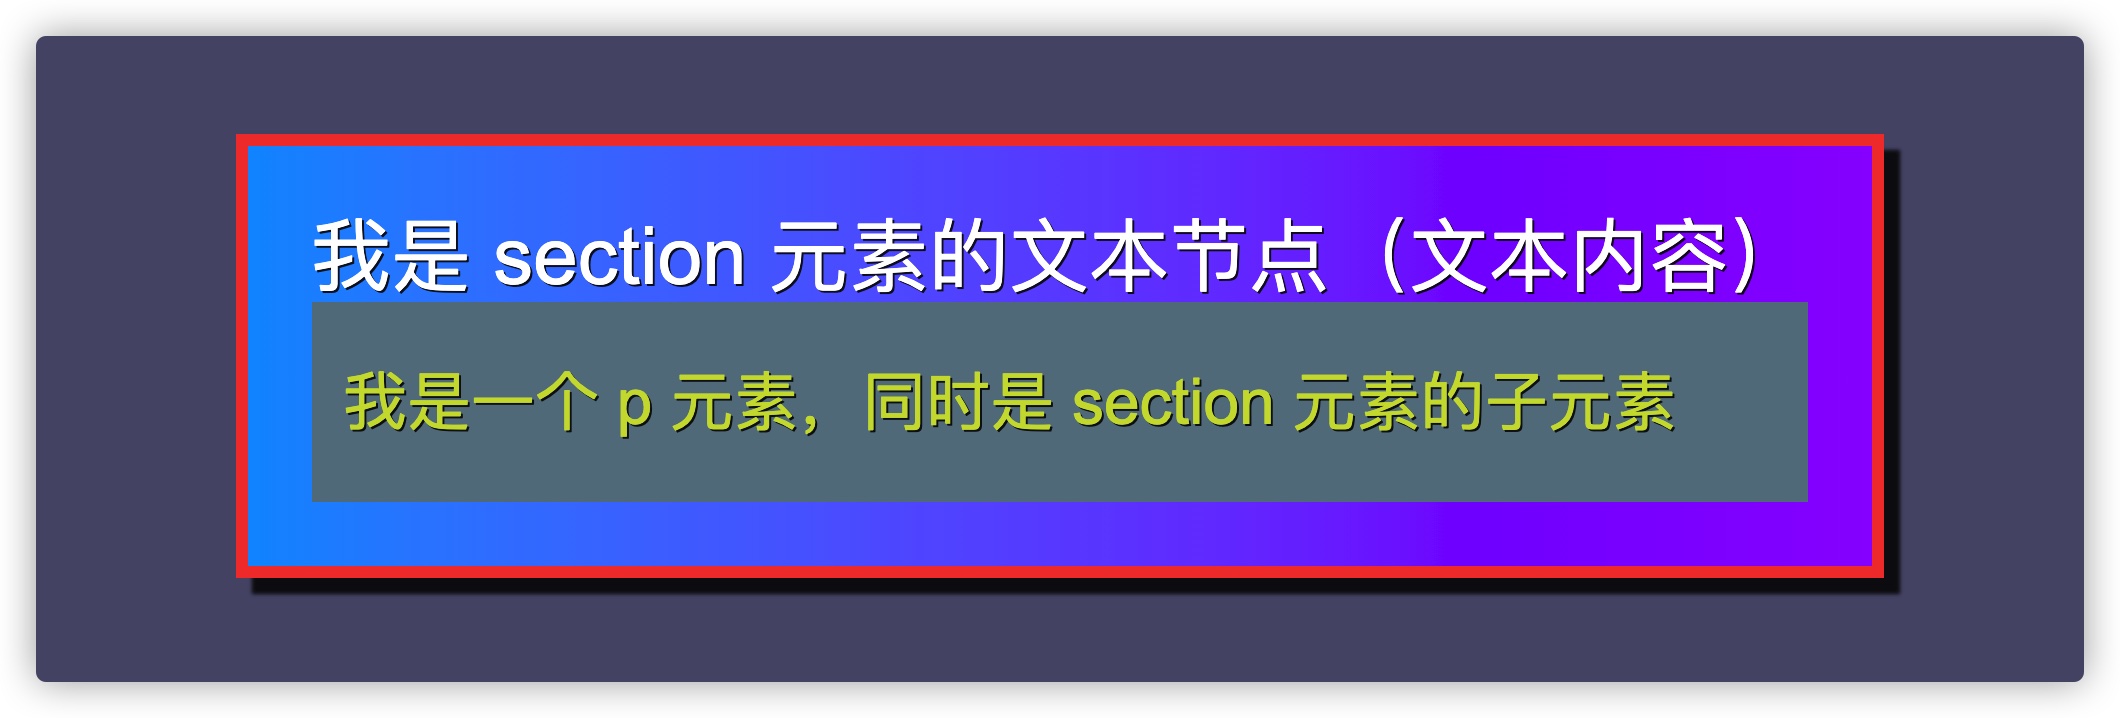 我是 section 元素的文本节点（文本内容）
我是一个 p 元素，同时是 section 元素的子元素